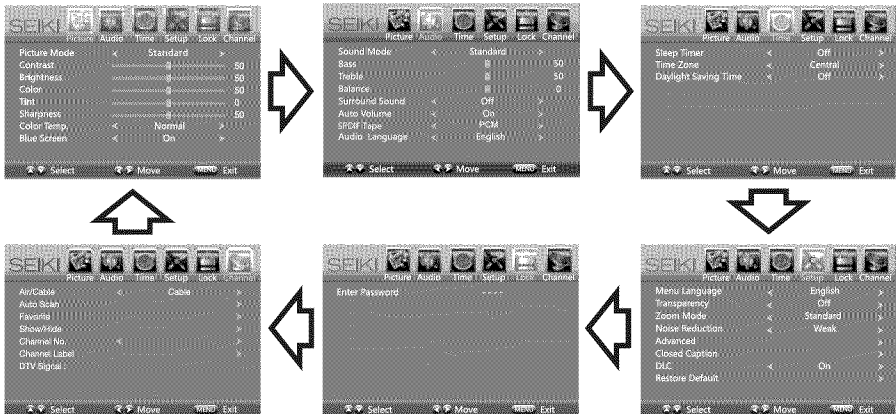 SEIKI
Picture Audio Time Setup Lock Channel
Picture Mode Standard
Contrast 50
Brightness 50
Color 50
Tint 0
Sharpness 50
Color Temp. Normal
Blue Screen On
Select Move MENU Exit
SEIKI
Picture Audio Time Setup Lock Channel
Sound Mode Standard
Bass 50
Treble 50
Balance 0
Surround Sound Off
Auto Volume On
SPDIF Tape PCM
Audio Language English
Select Move MENU Exit
SEIKI
Picture Audio Time Setup Lock Channel
Sleep Timer Off
Time Zone Central
Daylight Saving Time Off
Select Move MENU Exit
SEIKI
Picture Audio Time Setup Lock Channel
Air/Cable Cable
Auto Scan
Favorite
Show/Hide
Channel No.
Channel Label
DTV Signal :
Select Move MENU Exit
SEIKI
Picture Audio Time Setup Lock Channel
Enter Password - - - -
Select Move MENU Exit
SEIKI
Picture Audio Time Setup Lock Channel
Menu Language English
Transparency Off
Zoom Mode Standard
Noise Reduction Weak
Advanced
Closed Caption
DLC On
Restore Default
Select Move MENU Exit